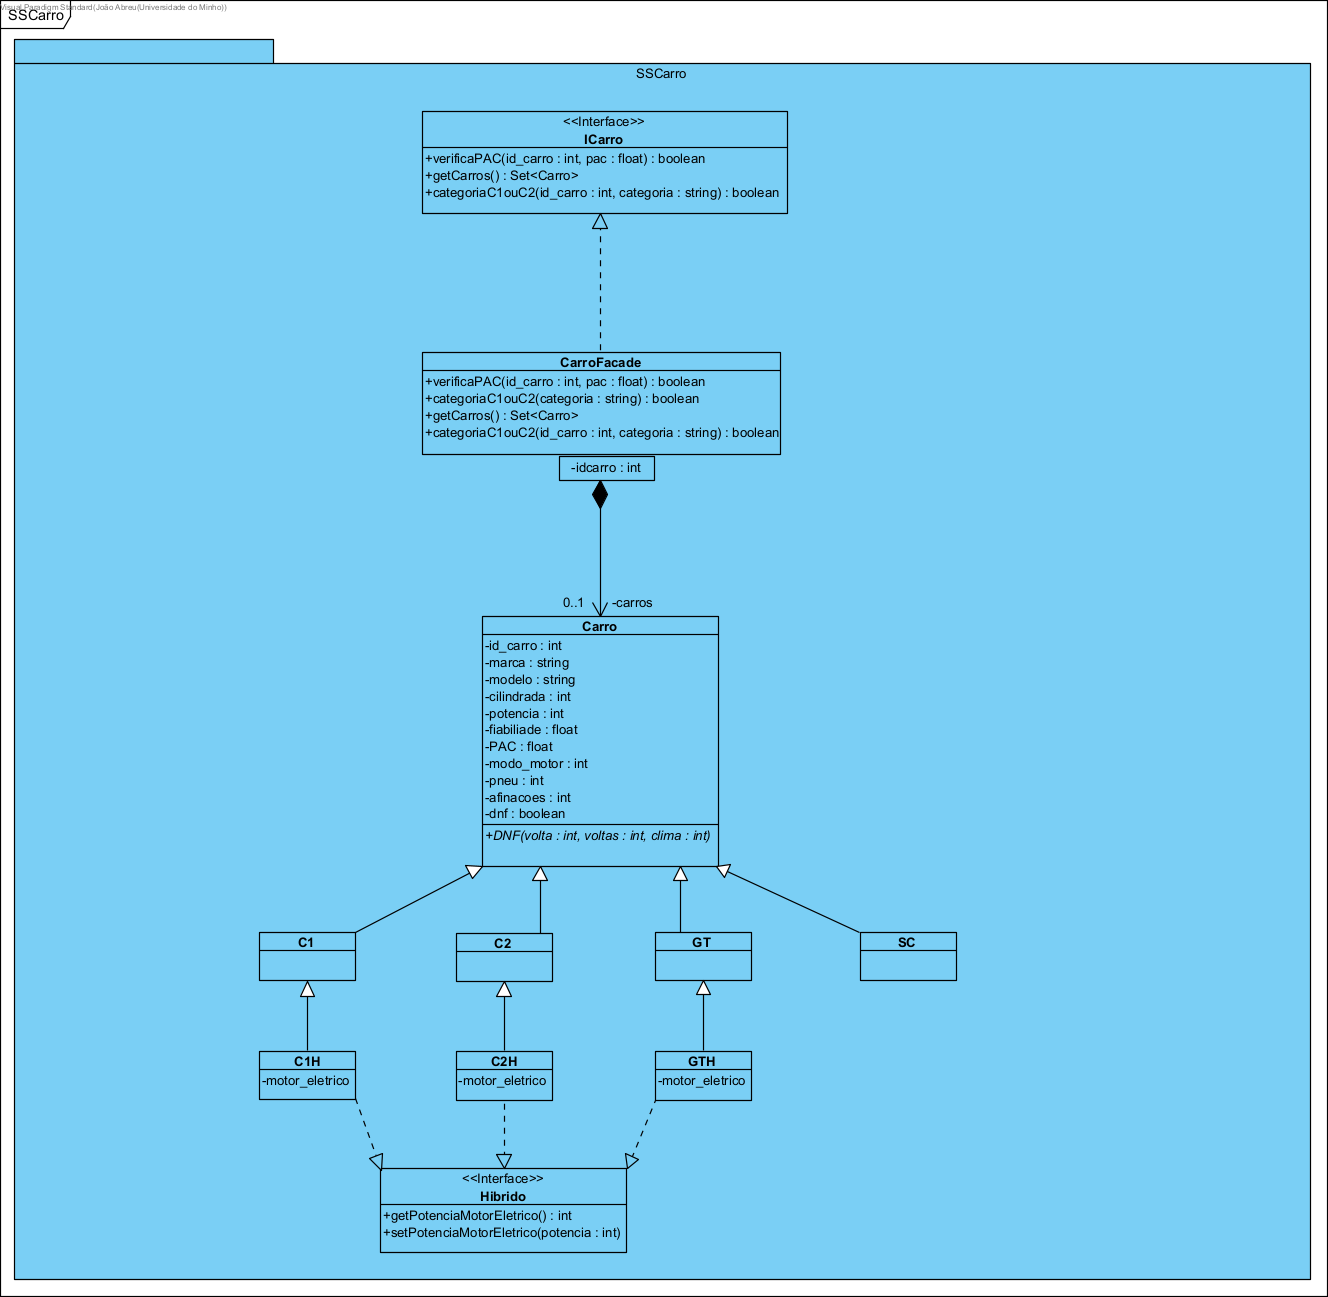 Visual Paradigm Standard(João Abreu(Universidade do Minho))
SSCarro
SSCarro
<<Interface>>
ICarro
+verificaPAC(id_carro : int, pac : float) : boolean
+getCarros() : Set<Carro>
+categoriaC1ouC2(id_carro : int, categoria : string) : boolean
CarroFacade
+verificaPAC(id_carro : int, pac : float) : boolean
+categoriaC1ouC2(categoria : string) : boolean
+getCarros() : Set<Carro>
+categoriaC1ouC2(id_carro : int, categoria : string) : boolean
-idcarro : int
0..1 -carros
Carro
-id_carro : int
-marca : string
-modelo : string
-cilindrada : int
-potencia : int
-fiabiliade : float
-PAC : float
-modo_motor : int
-pneu : int
-afinacoes : int
-dnf : boolean
+DNF(volta : int, voltas : int, clima : int)
C1 C2 GT SC
C1H C2H GTH
-motor_eletrico -motor_eletrico -motor_eletrico
<<Interface>>
Hibrido
+getPotenciaMotorEletrico() : int
+setPotenciaMotorEletrico(potencia : int)